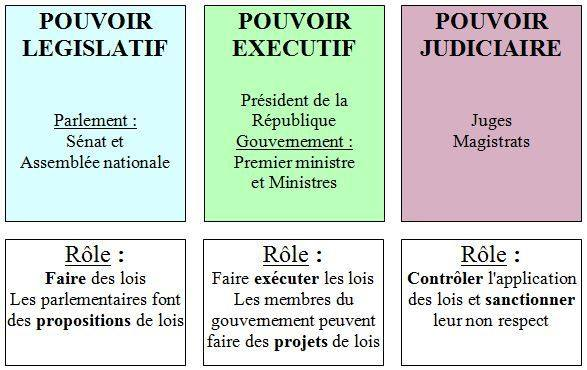 POUVOIR
LEGISLATIF
Parlement :
Sénat et
Assemblée nationale
POUVOIR
EXECUTIF
Président de la
République
Gouvernement :
Premier ministre
et Ministres
POUVOIR
JUDICIAIRE
Juges
Magistrats
Rôle :
Faire des lois
Les parlementaires font
des propositions de lois
Rôle :
Faire exécuter les lois
Les membres du
gouvernement peuvent
faire des projets de lois
Rôle :
Contrôler l'application
des lois et sanctionner
leur non respect